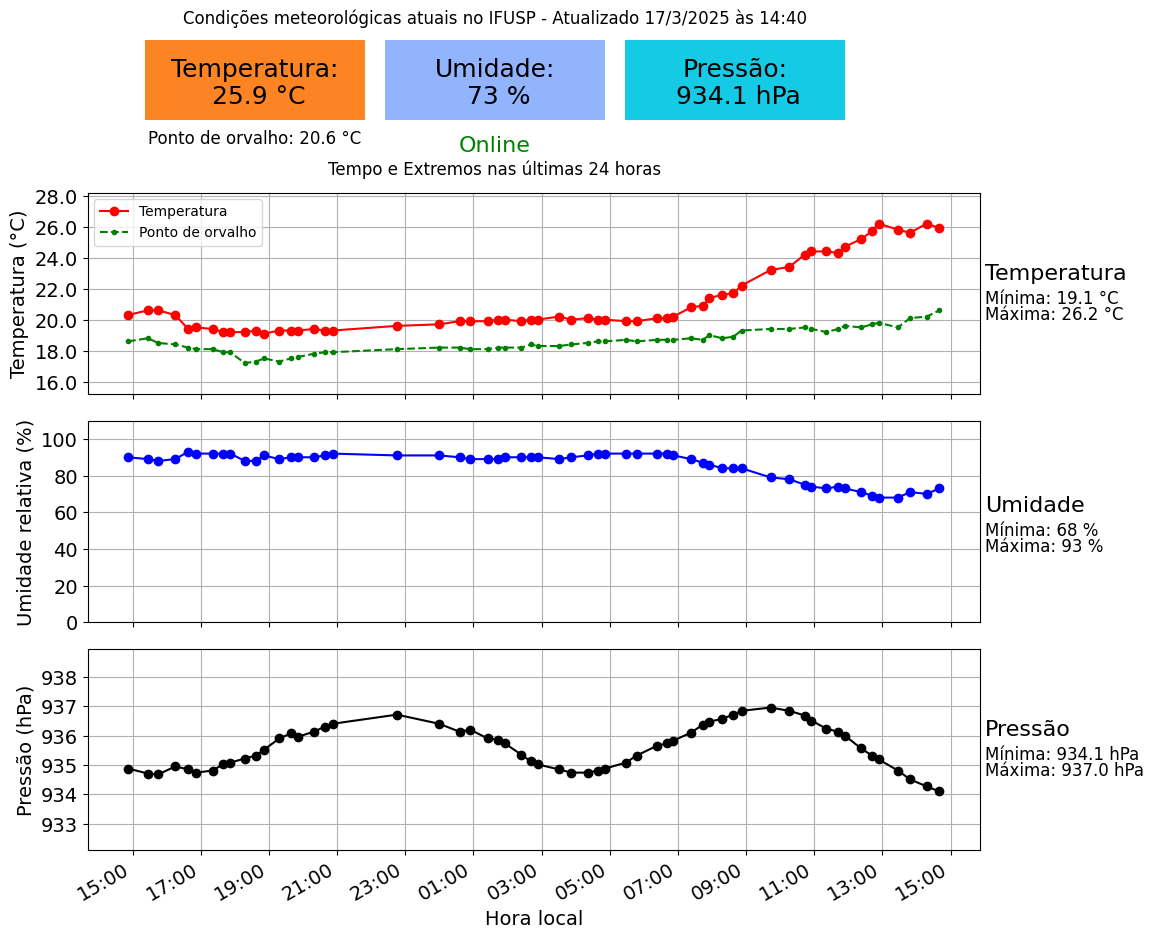 Condições meteorológicas atuais no IFUSP - Atualizado 17/3/2025 às 14:40
Temperatura:
25.9 °C
Umidade:
73 %
Pressão:
934.1 hPa
Ponto de orvalho: 20.6 °C
Online
Tempo e Extremos nas últimas 24 horas
Temperatura (°C)
28.0
26.0
24.0
22.0
20.0
18.0
16.0
Temperatura
Ponto de orvalho
Temperatura
Mínima: 19.1 °C
Máxima: 26.2 °C
Umidade relativa (%)
100
80
60
40
20
0
Umidade
Mínima: 68 %
Máxima: 93 %
Pressão (hPa)
938
937
936
935
934
933
Pressão
Mínima: 934.1 hPa
Máxima: 937.0 hPa
15:00 17:00 19:00 21:00 23:00 01:00 03:00 05:00 07:00 09:00 11:00 13:00 15:00
Hora local